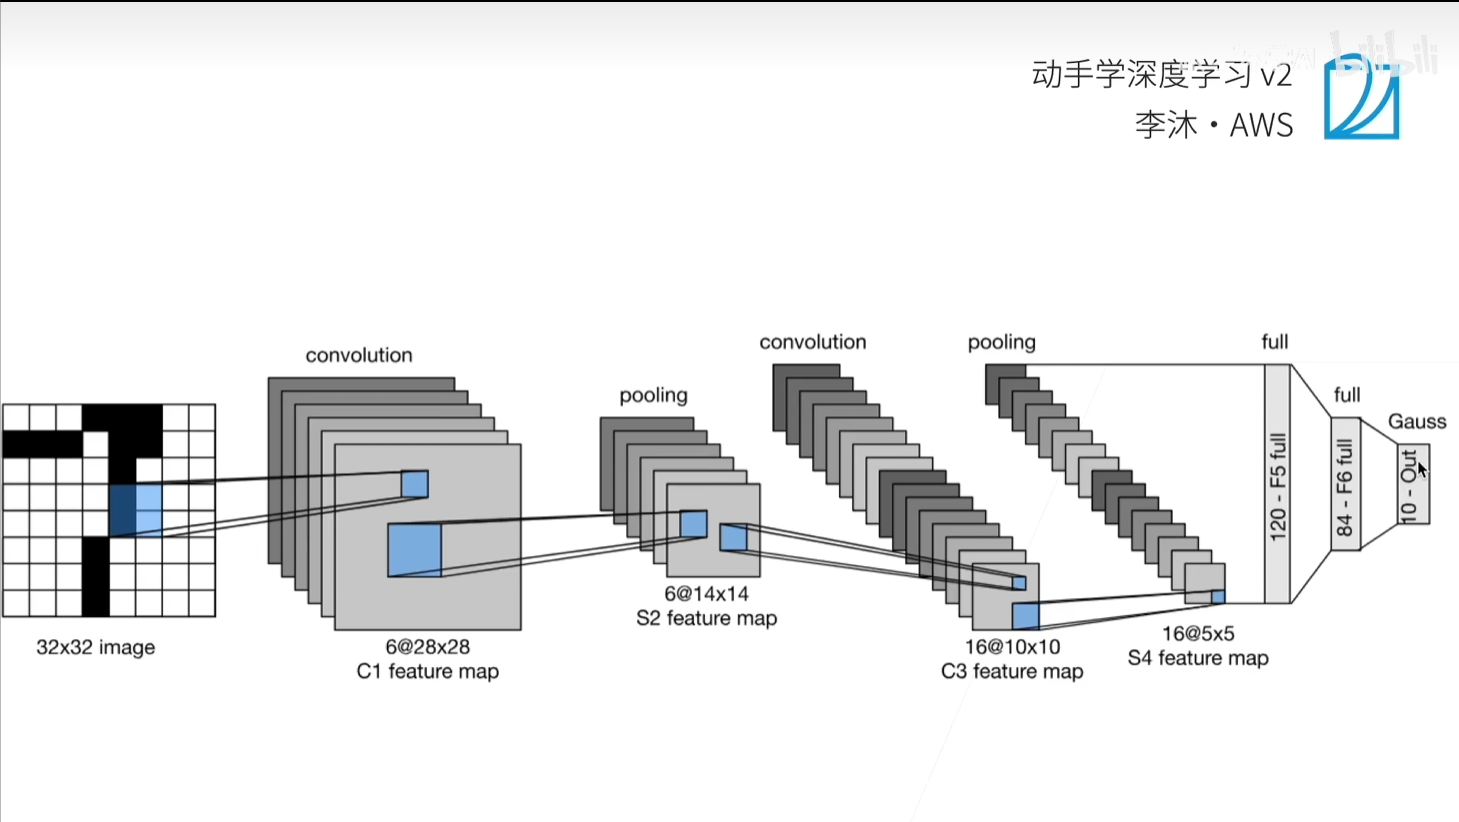 动手学深度学习 v2
李沐·AWS
bilibili
convolution
pooling
convolution
pooling
full
full
Gauss
120 - F5 full
84 - F6 full
10 - Out
32x32 image
6@28x28
C1 feature map
6@14x14
S2 feature map
16@10x10
C3 feature map
16@5x5
S4 feature map